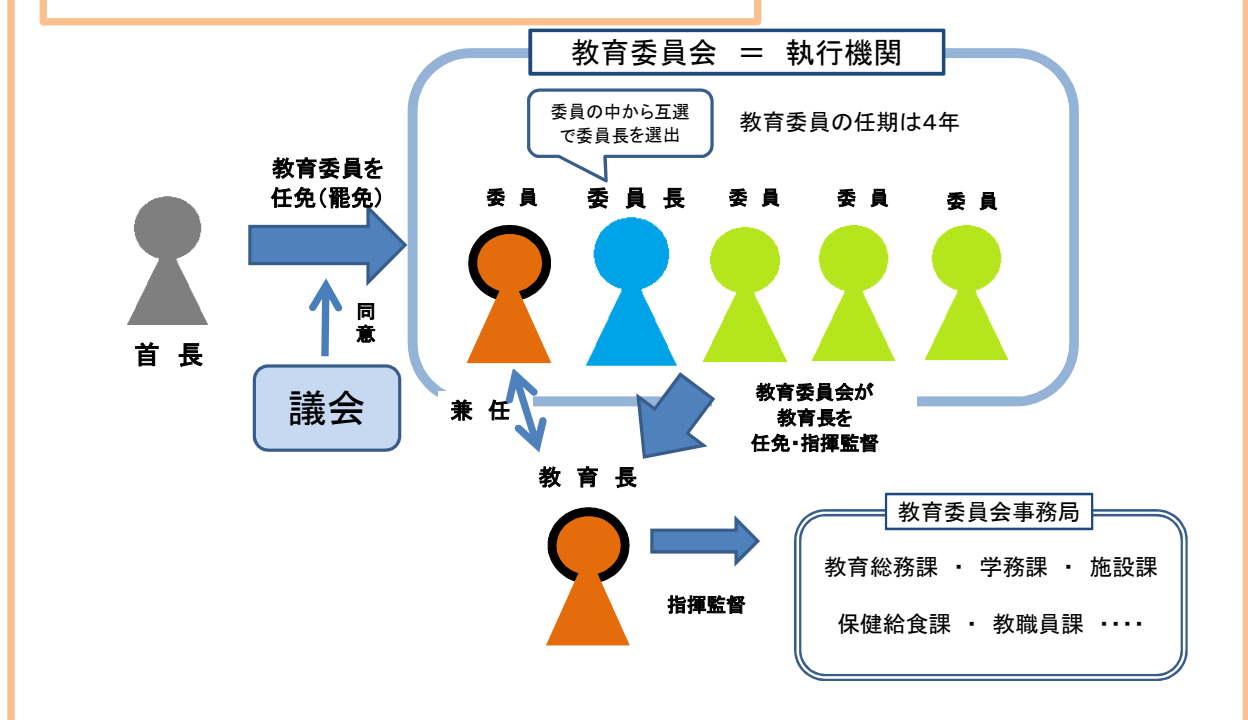 教育委員会 ＝ 執行機関
委員の中から互選
で委員長を選出
教育委員の任期は4年
教育委員を
任免(罷免)
委 員
委 員 長
委 員
委 員
委 員
同
意
首 長
議会
兼 任
教育委員会が
教育長を
任免・指揮監督
教 育 長
指揮監督
教育委員会事務局
教育総務課 ・ 学務課 ・ 施設課
保健給食課 ・ 教職員課 ・・・・